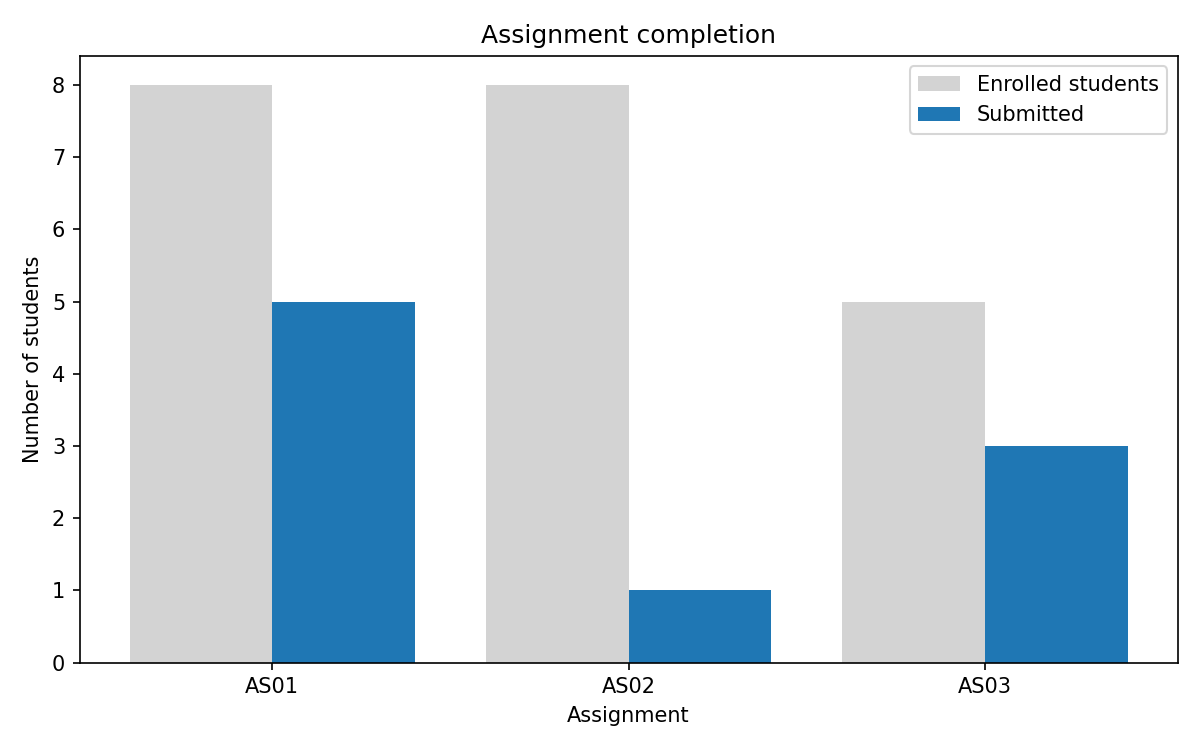 Assignment completion
Enrolled students
Submitted
8
7
6
5
4
3
2
1
0
Number of students
AS01
AS02
AS03
Assignment